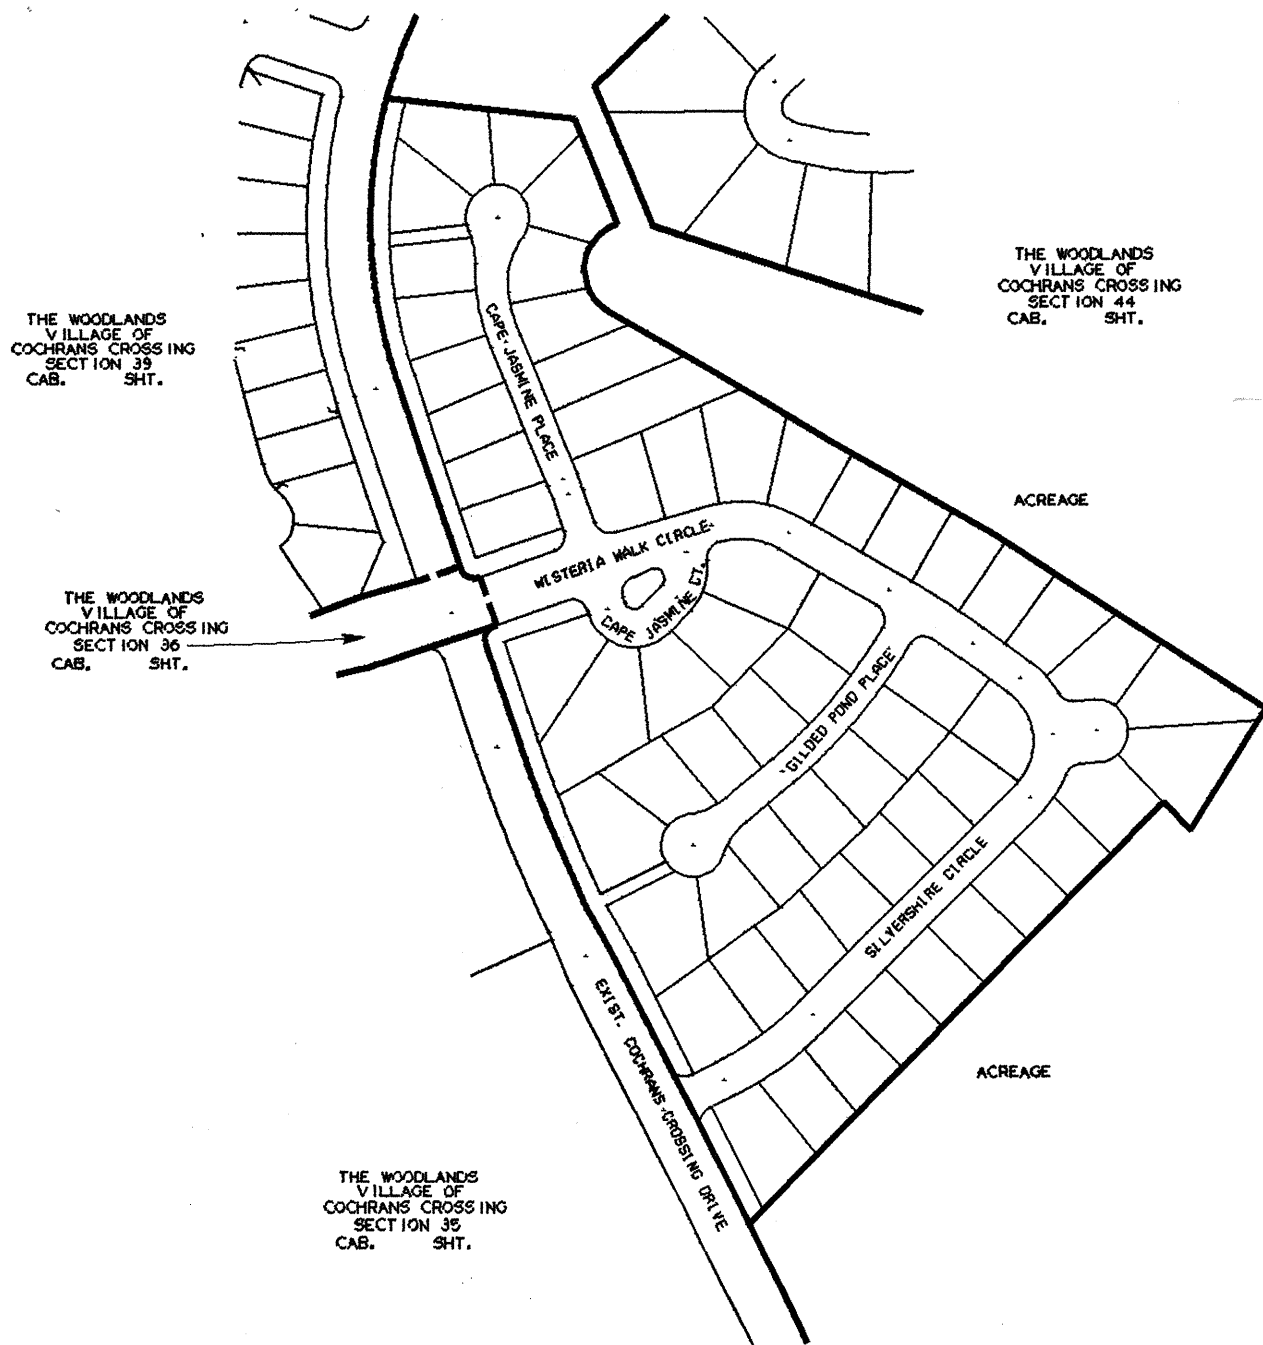 THE WOODLANDS
VILLAGE OF
COCHRANS CROSSING
SECTION 44
CAB. SHT.
THE WOODLANDS
VILLAGE OF
COCHRANS CROSSING
SECTION 39
CAB. SHT.
CAPE JASMINE PLACE
ACREAGE
WISTERIA WALK CIRCLE
CAPE JASMINE CT.
THE WOODLANDS
VILLAGE OF
COCHRANS CROSSING
SECTION 36
CAB. SHT.
GILDED POND PLACE
SILVERSHIRE CIRCLE
EXIST. COCHRANS CROSSING DRIVE
ACREAGE
THE WOODLANDS
VILLAGE OF
COCHRANS CROSSING
SECTION 35
CAB. SHT.